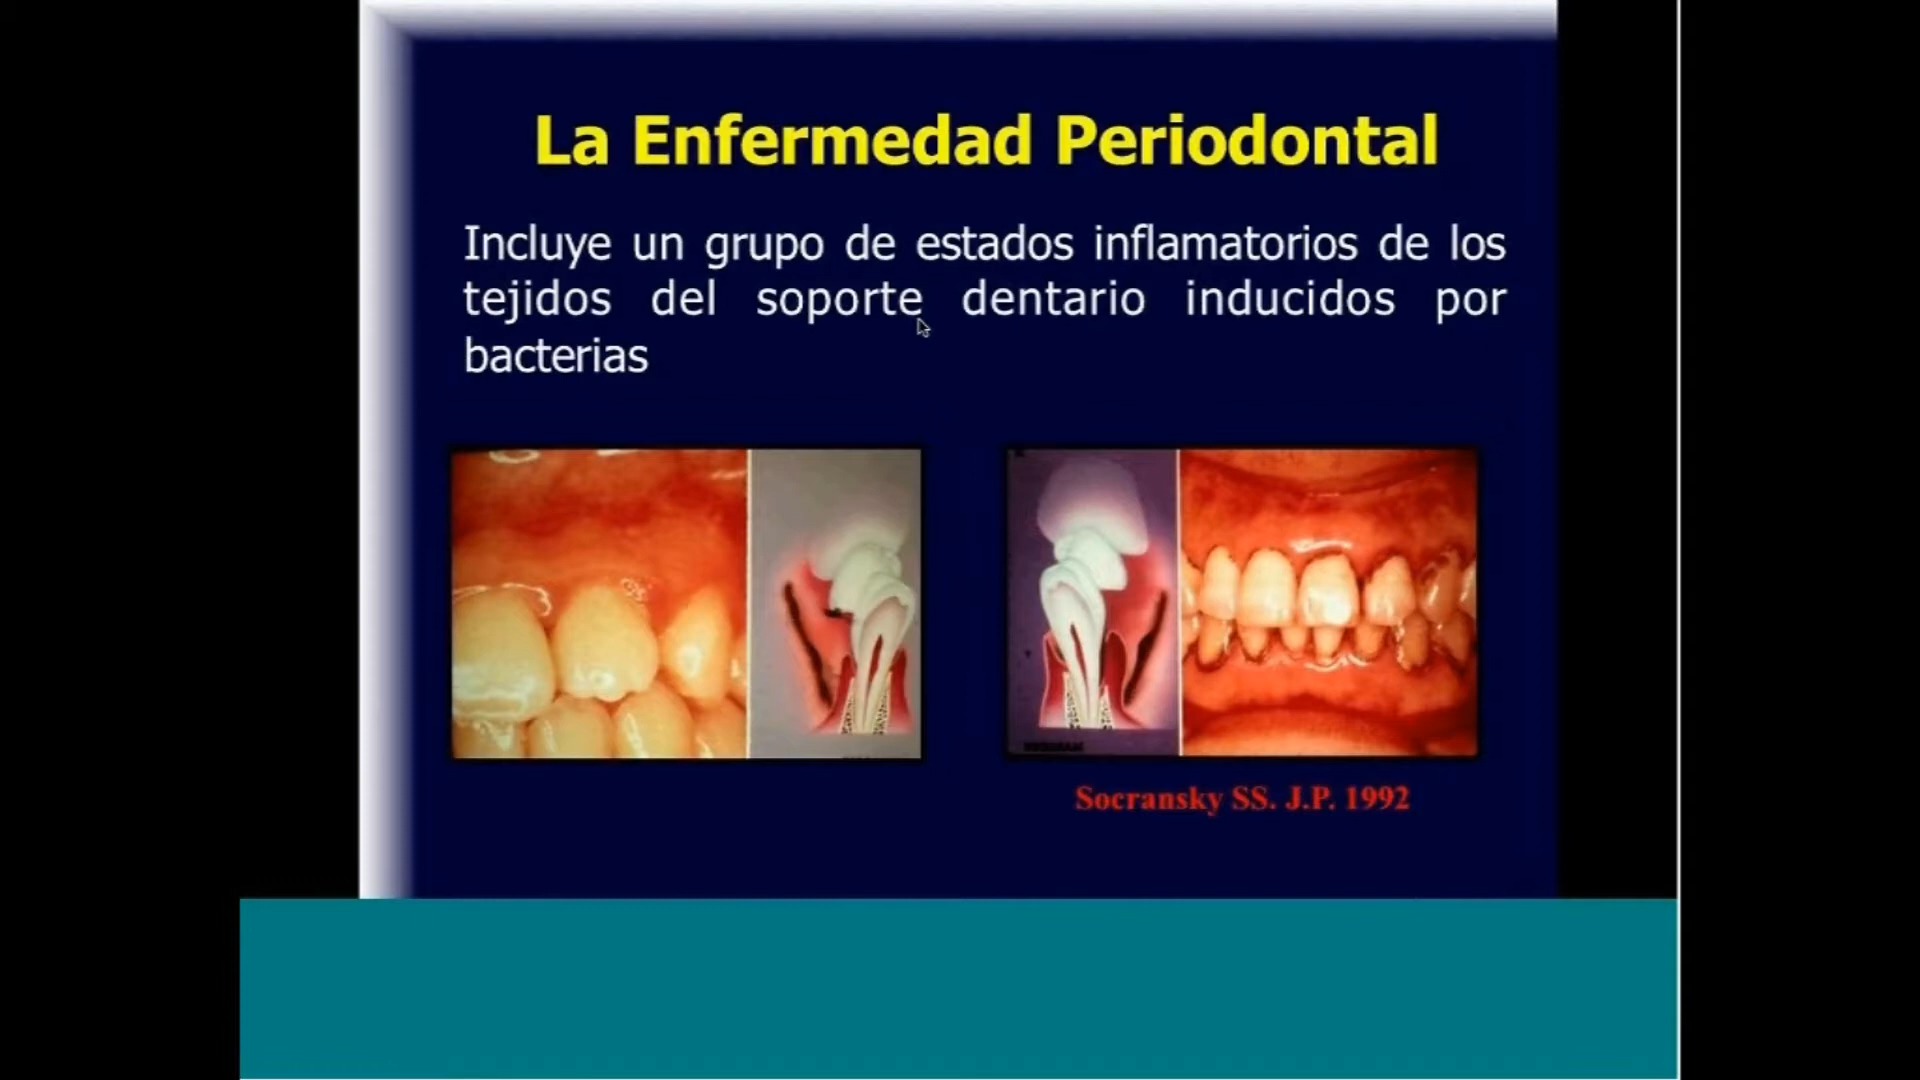 La Enfermedad Periodontal
Incluye un grupo de estados inflamatorios de los
tejidos del soporte dentario inducidos por
bacterias
Socransky SS. J.P. 1992